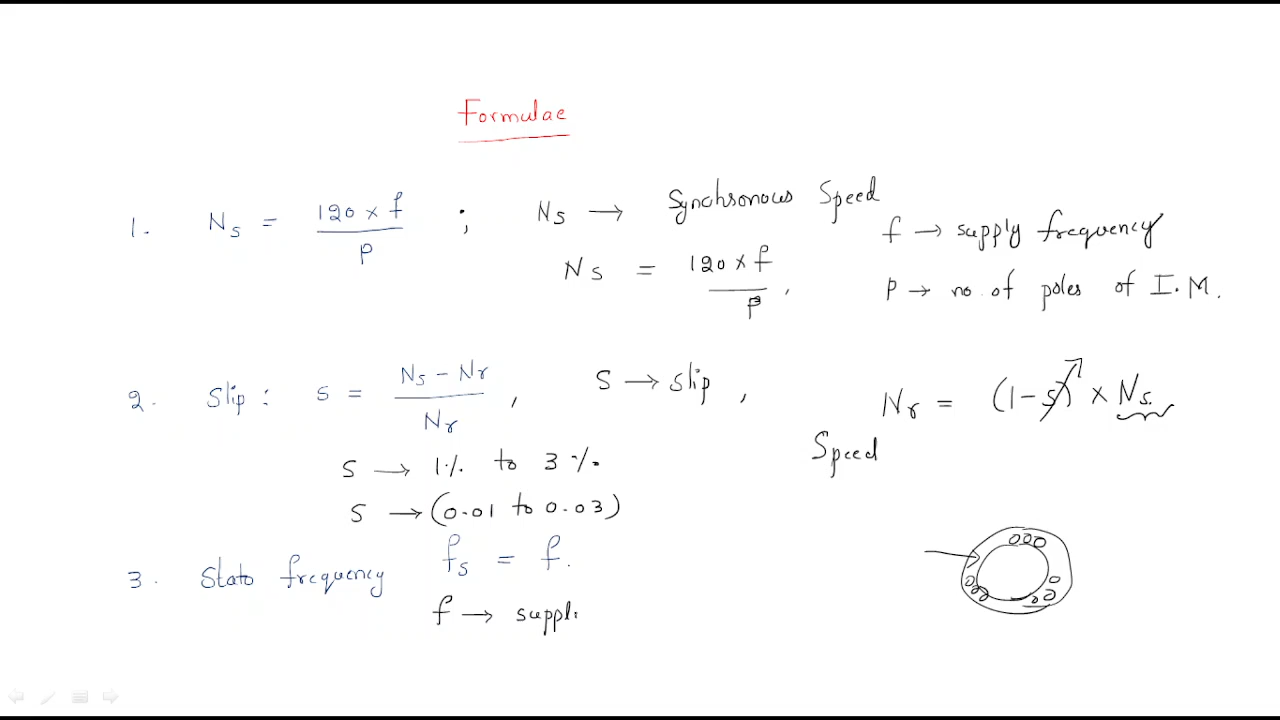 Formulae
1. Ns = 120 × f / P ; Ns → Synchsonous Speed
f → supply frequency
Ns = 120 × f / P,
P → no. of poles of I.M.
2. Slip : s = Ns - Nr / Nr , S → slip ,
Nr = (1-s) × Ns.
Speed
S → 1% to 3 %.
S → (0.01 to 0.03)
3. Stato frequency fs = f.
f → suppl